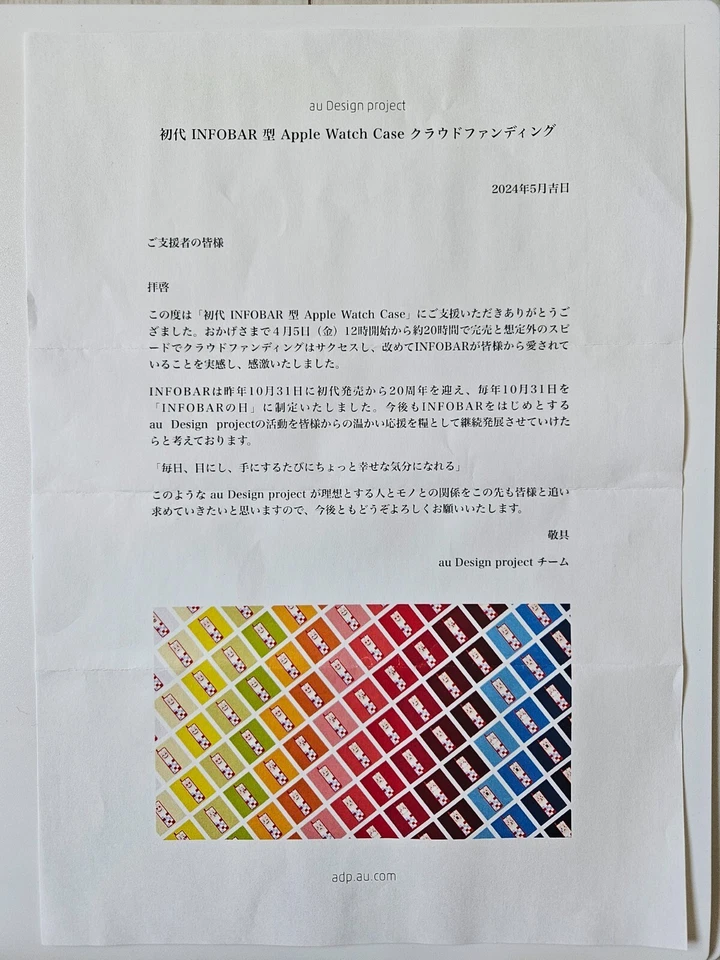 au Design project
初代 INFOBAR 型 Apple Watch Case クラウドファンディング
2024年5月吉日
ご支援者の皆様
拝啓
この度は「初代 INFOBAR 型 Apple Watch Case」にご支援いただきありがとうご
ざました。おかげさまで４月5日（金）12時開始から約20時間で完売と想定外のスピ
ードでクラウドファンディングはサクセスし、改めてINFOBARが皆様から愛されて
いることを実感し、感激いたしました。
INFOBARは昨年10月31日に初代発売から20周年を迎え、毎年10月31日を
「INFOBARの日」に制定いたしました。今後もINFOBARをはじめとする
au Design projectの活動を皆様からの温かい応援を糧として継続発展させていけた
らと考えております。
「毎日、目にし、手にするたびにちょっと幸せな気分になれる」
このような au Design project が理想とする人とモノとの関係をこの先も皆様と追い
求めていきたいと思いますので、今後ともどうぞよろしくお願いいたします。
敬具
au Design project チーム
adp.au.com